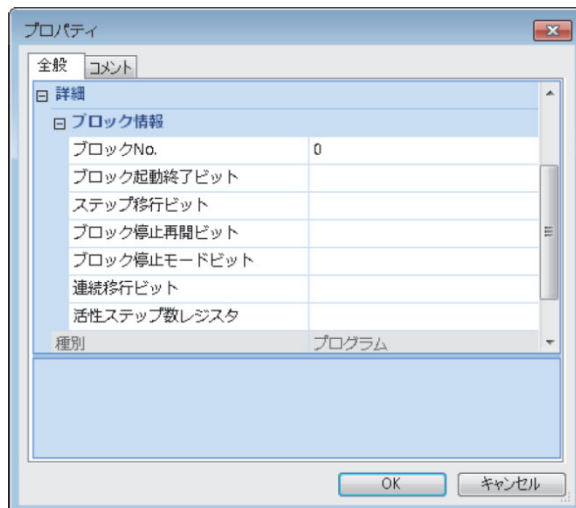 プロパティ
全般 コメント
詳細
ブロック情報
ブロックNo. 0
ブロック起動終了ビット
ステップ移行ビット
ブロック停止再開ビット
ブロック停止モードビット
連続移行ビット
活性ステップ数レジスタ
種別 プログラム
OK キャンセル